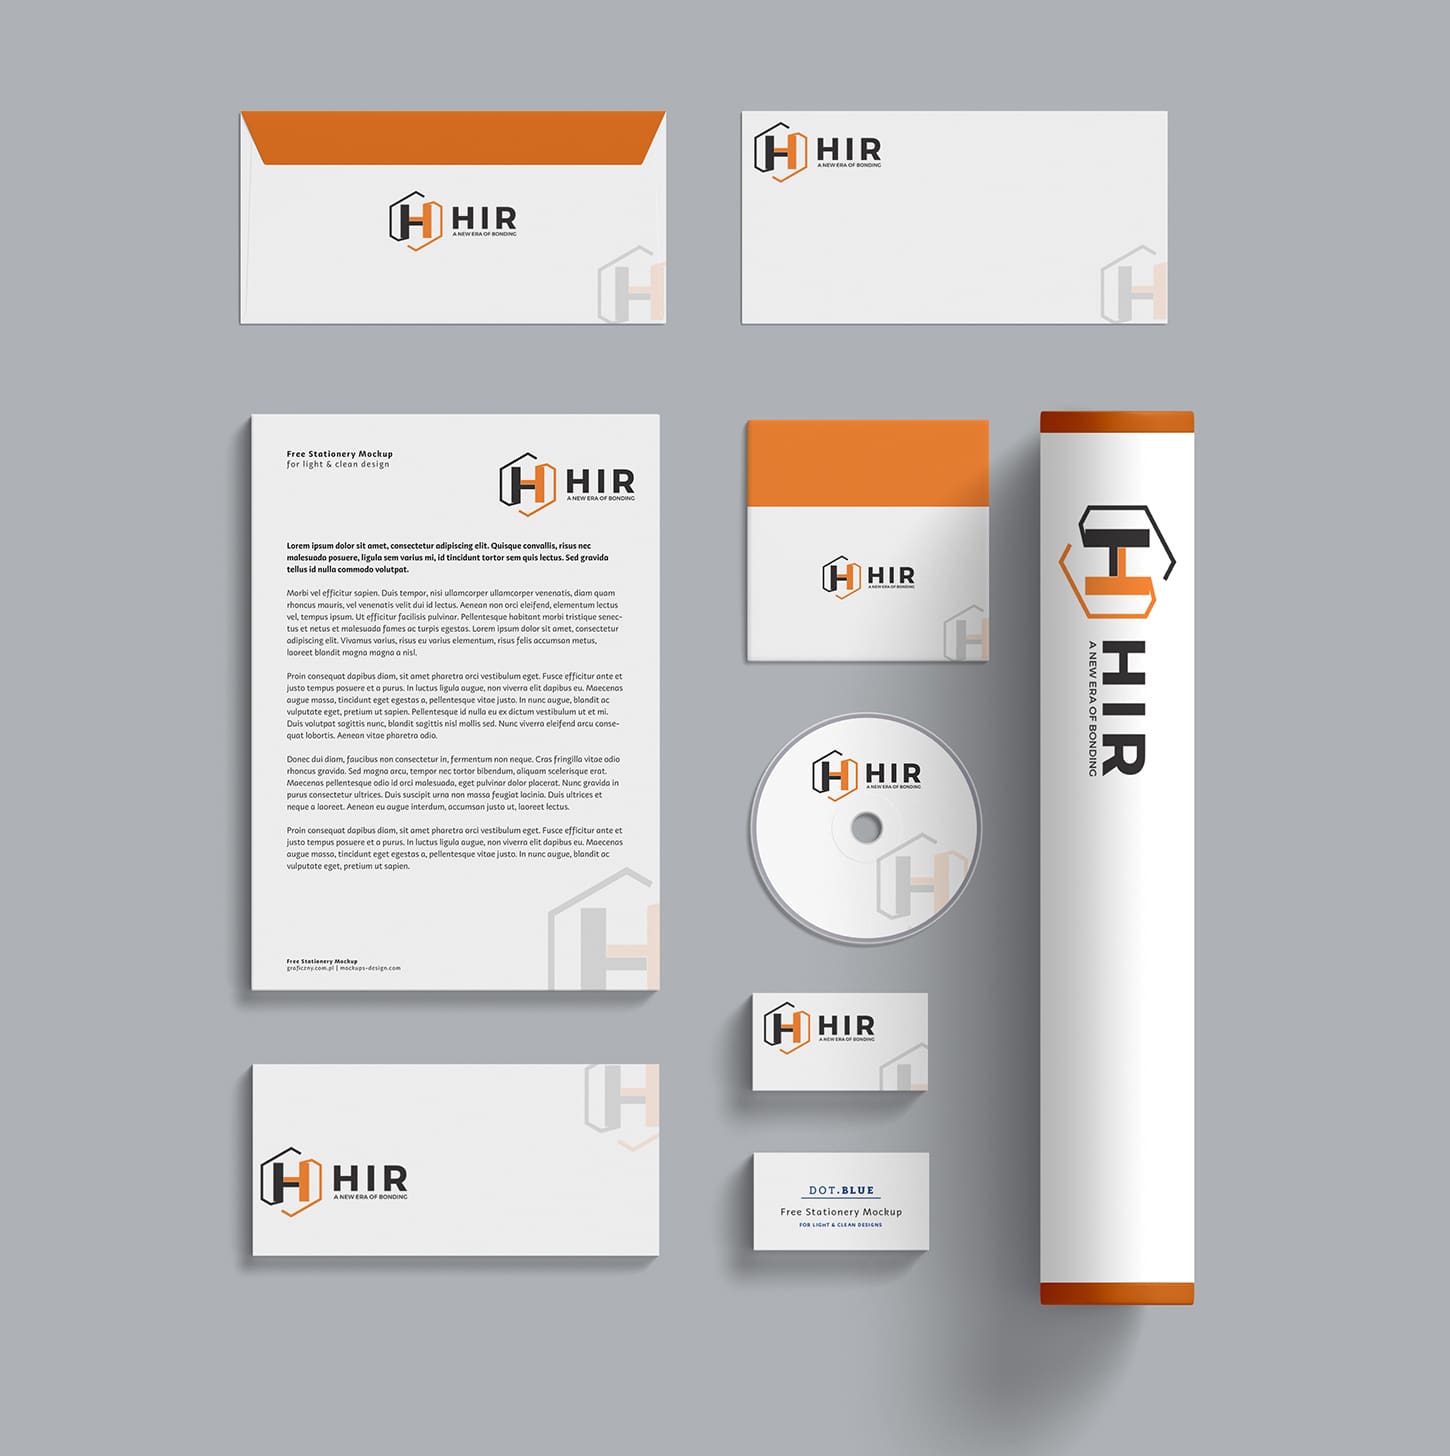 HIR
A NEW ERA OF BONDING
HIR
A NEW ERA OF BONDING
Free Stationery Mockup
for light & clean design
HIR
A NEW ERA OF BONDING
Lorem ipsum dolor sit amet, consectetur adipiscing elit. Quisque convallis, risus nec
malesuada posuere, ligula sem varius mi, id tincidunt tortor sem quis lectus. Sed gravida
tellus id nulla commodo volutpat.
Morbi vel efficitur sapien. Duis tempor, nisi ullamcorper ullamcorper venenatis, diam quam
rhoncus mauris, vel venenatis velit dui id lectus. Aenean non orci eleifend, elementum lectus
vel, tempus ipsum. Ut efficitur facilisis pulvinar. Pellentesque habitant morbi tristique senec-
tus et netus et malesuada fames ac turpis egestas. Lorem ipsum dolor sit amet, consectetur
adipiscing elit. Vivamus varius, risus eu varius elementum, risus felis accumsan metus,
laoreet blandit magna magna a nisl.
Proin consequat dapibus diam, sit amet pharetra orci vestibulum eget. Fusce efficitur ante et
justo tempus posuere et a purus. In luctus ligula augue, non viverra elit dapibus eu. Maecenas
augue massa, tincidunt eget egestas a, pellentesque vitae justo. In nunc augue, blandit ac
vulputate eget, pretium ut sapien. Pellentesque id nulla eu ex dictum vestibulum ut et mi.
Duis volutpat sagittis nunc, blandit sagittis nisl mollis sed. Nunc viverra eleifend arcu conse-
quat lobortis. Aenean vitae pharetra odio.
Donec dui diam, faucibus non consectetur in, fermentum non neque. Cras fringilla vitae odio
rhoncus gravida. Sed magna arcu, tempor nec tortor bibendum, aliquam scelerisque erat.
Maecenas pellentesque odio id orci malesuada, eget pulvinar dolor placerat. Nunc gravida in
purus consectetur ultrices. Duis suscipit urna non massa feugiat lacinia. Duis ultrices et
neque a laoreet. Aenean eu augue interdum, accumsan justo ut, laoreet lectus.
Proin consequat dapibus diam, sit amet pharetra orci vestibulum eget. Fusce efficitur ante et
justo tempus posuere et a purus. In luctus ligula augue, non viverra elit dapibus eu. Maecenas
augue massa, tincidunt eget egestas a, pellentesque vitae justo. In nunc augue, blandit ac
vulputate eget, pretium ut sapien.
Free Stationery Mockup
graficzny.com.pl | mockups-design.com
HIR
A NEW ERA OF BONDING
HIR
A NEW ERA OF BONDING
HIR
A NEW ERA OF BONDING
HIR
A NEW ERA OF BONDING
HIR
A NEW ERA OF BONDING
DOT.BLUE
Free Stationery Mockup
FOR LIGHT & CLEAN DESIGNS